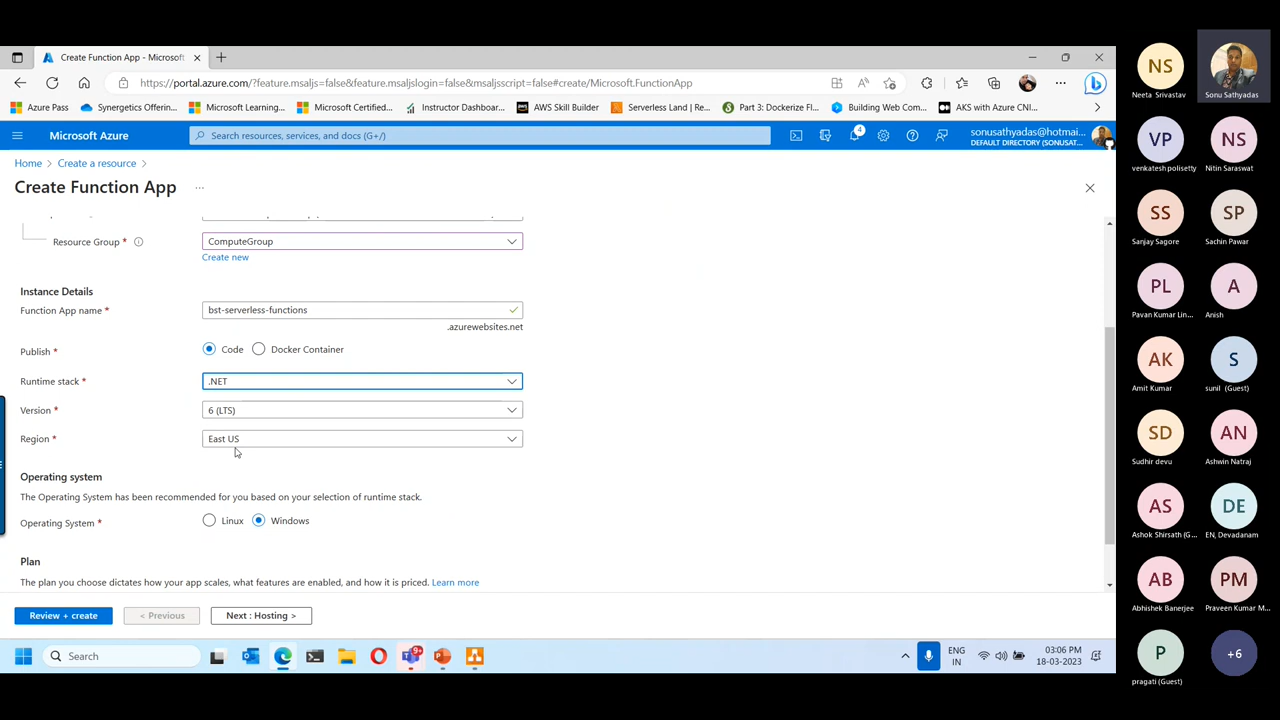 Create Function App - Microsoft
https://portal.azure.com/?feature.msaljs=false&feature.msaljslogin=false&msaljsscript=false#create/Microsoft.FunctionApp
Azure Pass
Synergetics Offering...
Microsoft Learning...
Microsoft Certified...
Instructor Dashboar...
AWS Skill Builder
Serverless Land | Re...
Part 3: Dockerize Fl...
Building Web Com...
AKS with Azure CNI...
Microsoft Azure
Search resources, services, and docs (G+/)
4
sonusathyadas@hotmai...
DEFAULT DIRECTORY (SONUSAT...
Home > Create a resource >
Create Function App
...
Resource Group *
ComputeGroup
Create new
Instance Details
Function App name *
bst-serverless-functions
.azurewebsites.net
Publish *
Code
Docker Container
Runtime stack *
.NET
Version *
6 (LTS)
Region *
East US
Operating system
The Operating System has been recommended for you based on your selection of runtime stack.
Operating System *
Linux
Windows
Plan
The plan you choose dictates how your app scales, what features are enabled, and how it is priced. Learn more
Review + create
< Previous
Next : Hosting >
Search
9+
ENG
IN
03:06 PM
18-03-2023
NS
Neeta Srivastav
Sonu Sathyadas
VP
venkatesh polisetty
NS
Nitin Saraswat
SS
Sanjay Sagore
SP
Sachin Pawar
PL
Pavan Kumar Lin...
A
Anish
AK
Amit Kumar
S
sunil (Guest)
SD
Sudhir devu
AN
Ashwin Natraj
AS
Ashok Shirsath (G...
DE
EN, Devadanam
AB
Abhishek Banerjee
PM
Praveen Kumar M...
P
pragati (Guest)
+6